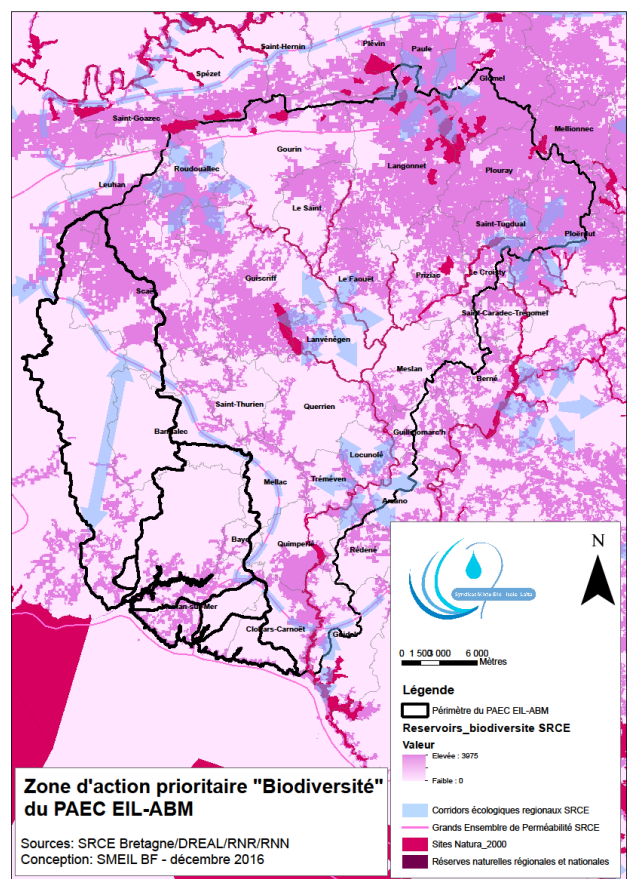 Saint-Hernin
Plévin
Paule
Spézet
Glomel
Saint-Goazec
Mellionnec
Gourin
Langonnet
Roudouallec
Plouray
Leuhan
Le Saint
Saint-Tugdual
Ploërdut
Guiscriff
Le Faouët
Priziac
Le Croisty
Scaër
Saint-Caradec-Trégomel
Lanvénégen
Meslan
Berné
Saint-Thurien
Querrien
Bannalec
Guilligomarc'h
Locunolé
Mellac
Tréméven
Arzano
Baye
Quimperlé
Rédené
Clohars-Carnoët
Guidel
N
0 1 500 3 000 6 000
Mètres
Légende
Périmètre du PAEC EIL-ABM
Reservoirs_biodiversite SRCE
Valeur
Elevée : 3975
Faible : 0
Corridors écologiques regionaux SRCE
Grands Ensemblre de Perméabilité SRCE
Sites Natura_2000
Réserves naturelles régionales et nationales
Zone d'action prioritaire "Biodiversité"
du PAEC EIL-ABM
Sources: SRCE Bretagne/DREAL/RNR/RNN
Conception: SMEIL BF - décembre 2016